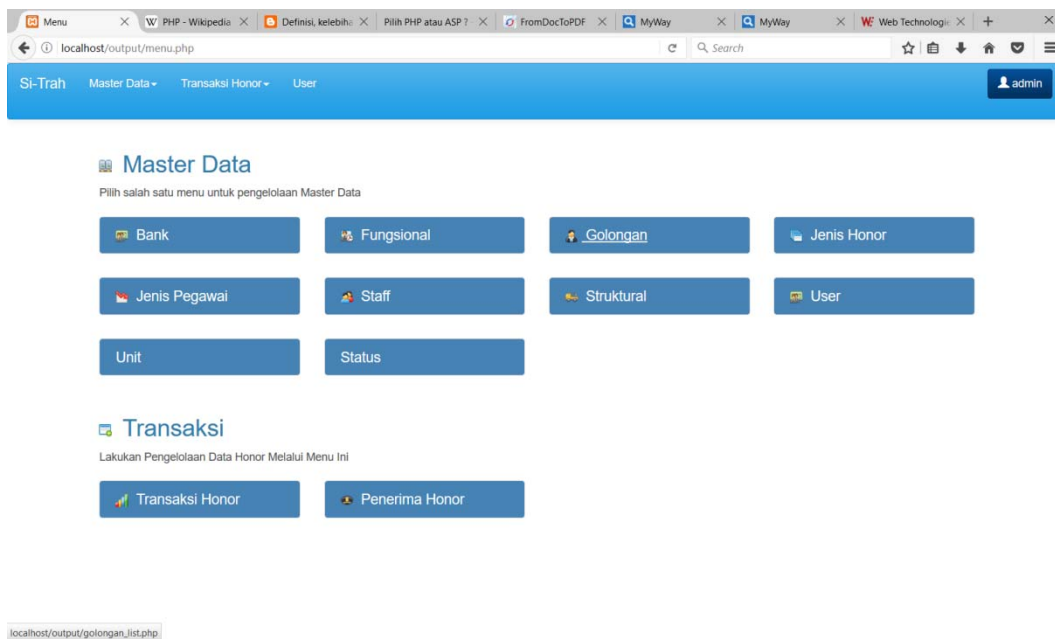 Menu W PHP - Wikipedia Definisi, kelebiha Pilih PHP atau ASP ? FromDocToPDF MyWay MyWay Web Technologie
localhost/output/menu.php Search
Si-Trah Master Data Transaksi Honor User admin
Master Data
Pilih salah satu menu untuk pengelolaan Master Data
Bank Fungsional Golongan Jenis Honor
Jenis Pegawai Staff Struktural User
Unit Status
Transaksi
Lakukan Pengelolaan Data Honor Melalui Menu Ini
Transaksi Honor Penerima Honor
localhost/output/golongan_list.php